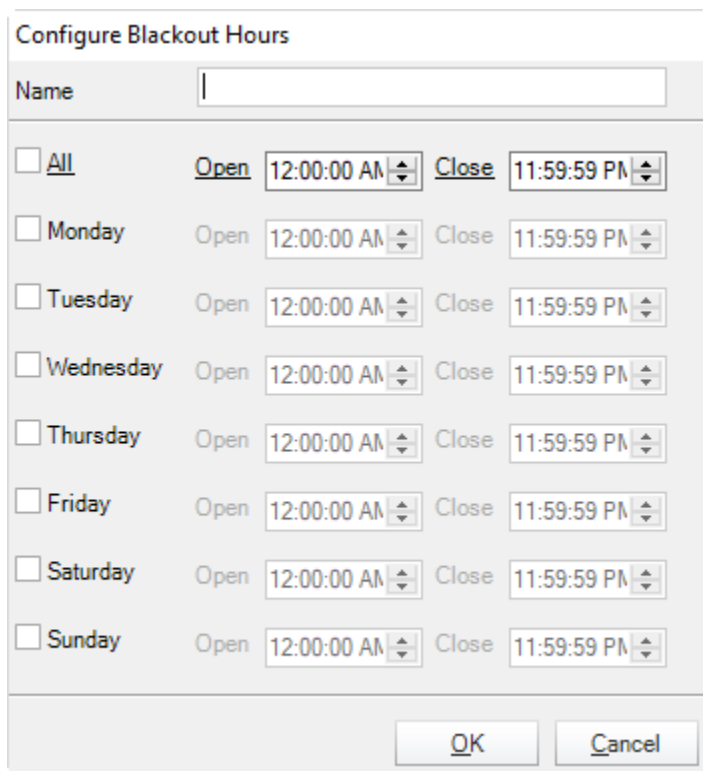 Configure Blackout Hours
Name
All Open 12:00:00 AM Close 11:59:59 PM
Monday Open 12:00:00 AM Close 11:59:59 PM
Tuesday Open 12:00:00 AM Close 11:59:59 PM
Wednesday Open 12:00:00 AM Close 11:59:59 PM
Thursday Open 12:00:00 AM Close 11:59:59 PM
Friday Open 12:00:00 AM Close 11:59:59 PM
Saturday Open 12:00:00 AM Close 11:59:59 PM
Sunday Open 12:00:00 AM Close 11:59:59 PM
OK Cancel